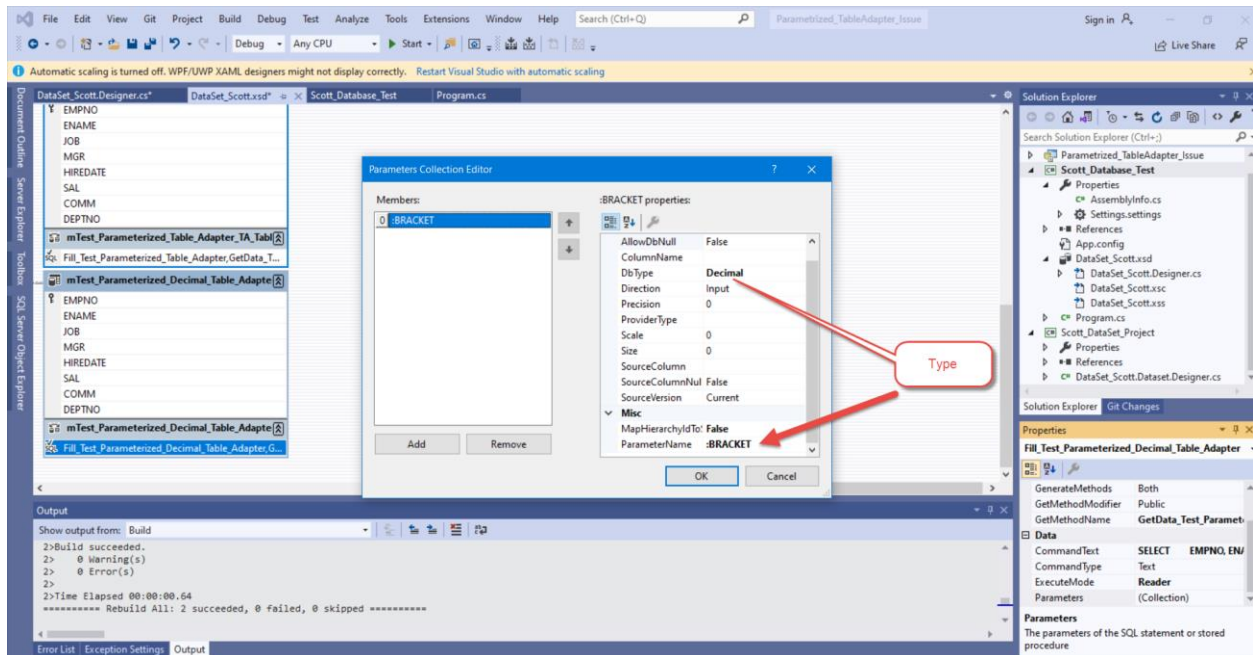 File Edit View Git Project Build Debug Test Analyze Tools Extensions Window Help Search (Ctrl+Q) Parametrized_TableAdapter_Issue Sign in
Debug Any CPU Start Live Share
Automatic scaling is turned off. WPF/UWP XAML designers might not display correctly. Restart Visual Studio with automatic scaling
Document Outline
Server Explorer
Toolbox
SQL Server Object Explorer
DataSet_Scott.Designer.cs* DataSet_Scott.xsd* Scott_Database_Test Program.cs
EMPNO
ENAME
JOB
MGR
HIREDATE
SAL
COMM
DEPTNO
mTest_Parameterized_Table_Adapter_TA_Tabl
Fill_Test_Parameterized_Table_Adapter,GetData_T...
mTest_Parameterized_Decimal_Table_Adapte
EMPNO
ENAME
JOB
MGR
HIREDATE
SAL
COMM
DEPTNO
mTest_Parameterized_Decimal_Table_Adapte
Fill_Test_Parameterized_Decimal_Table_Adapter,G...
Parameters Collection Editor ?
Members:
0 :BRACKET
Add Remove
:BRACKET properties:
AllowDbNull False
ColumnName
DbType Decimal
Direction Input
Precision 0
ProviderType
Scale 0
Size 0
SourceColumn
SourceColumnNul False
SourceVersion Current
Misc
MapHierarchyIdTo: False
ParameterName :BRACKET
OK Cancel
Type
Output
Show output from: Build
2>Build succeeded.
2> 0 Warning(s)
2> 0 Error(s)
2>
2>Time Elapsed 00:00:00.64
========== Rebuild All: 2 succeeded, 0 failed, 0 skipped ==========
Error List Exception Settings Output
Solution Explorer
Search Solution Explorer (Ctrl+;)
Parametrized_TableAdapter_Issue
Scott_Database_Test
Properties
AssemblyInfo.cs
Settings.settings
References
App.config
DataSet_Scott.xsd
DataSet_Scott.Designer.cs
DataSet_Scott.xsc
DataSet_Scott.xss
Program.cs
Scott_DataSet_Project
Properties
References
DataSet_Scott.Dataset.Designer.cs
Solution Explorer Git Changes
Properties
Fill_Test_Parameterized_Decimal_Table_Adapter
GenerateMethods Both
GetMethodModifier Public
GetMethodName GetData_Test_Paramet
Data
CommandText SELECT EMPNO, EN
CommandType Text
ExecuteMode Reader
Parameters (Collection)
Parameters
The parameters of the SQL statement or stored
procedure